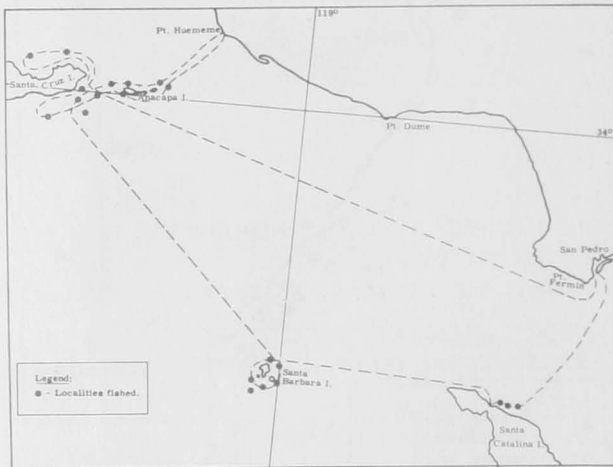 119°
Pt. Hueneme
Santa Cruz I.
Anacapa I.
Pt. Dume
34°
San Pedro
Pt.
Fermin
Santa
Barbara I.
Legend:
● - Localities fished.
Santa
Catalina I.